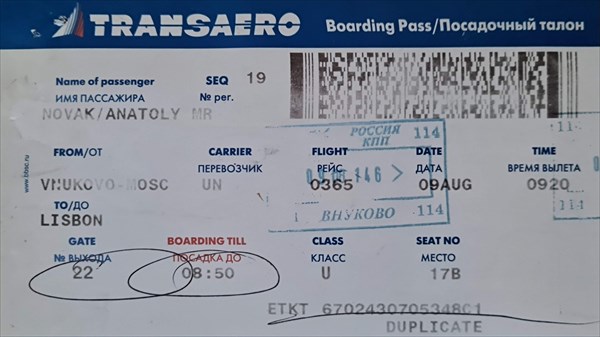 TRANSAERO Boarding Pass/Посадочный талон
Name of passenger SEQ 19
ИМЯ ПАССАЖИРА № рег.
NOVAK/ANATOLY MR
РОССИЯ 114
КПП
FROM/ОТ CARRIER FLIGHT DATE TIME
ПЕРЕВОЗЧИК РЕЙС ДАТА ВРЕМЯ ВЫЛЕТА
VNUKOVO-MOSC UN 0365 09AUG 0920
146
TO/ДО
LISBON
ВНУКОВО 114
GATE BOARDING TILL CLASS SEAT NO
№ ВЫХОДА ПОСАДКА ДО КЛАСС МЕСТО
22 08:50 U 17B
ETKT 6702430705348C1
DUPLICATE